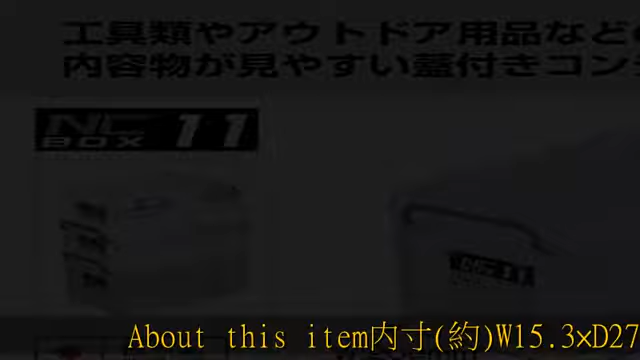 工具類やアウトドア用品などの
内容物が見やすい蓋付きコン
NC BOX 11
NC 11
About this item内寸(約)W15.3×D27